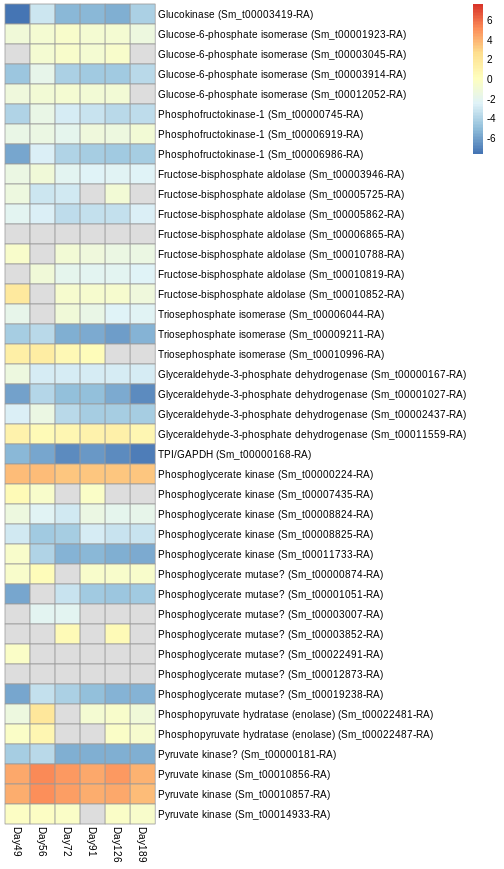 Glucokinase (Sm_t00003419-RA)
Glucose-6-phosphate isomerase (Sm_t00001923-RA)
Glucose-6-phosphate isomerase (Sm_t00003045-RA)
Glucose-6-phosphate isomerase (Sm_t00003914-RA)
Glucose-6-phosphate isomerase (Sm_t00012052-RA)
Phosphofructokinase-1 (Sm_t00000745-RA)
Phosphofructokinase-1 (Sm_t00006919-RA)
Phosphofructokinase-1 (Sm_t00006986-RA)
Fructose-bisphosphate aldolase (Sm_t00003946-RA)
Fructose-bisphosphate aldolase (Sm_t00005725-RA)
Fructose-bisphosphate aldolase (Sm_t00005862-RA)
Fructose-bisphosphate aldolase (Sm_t00006865-RA)
Fructose-bisphosphate aldolase (Sm_t00010788-RA)
Fructose-bisphosphate aldolase (Sm_t00010819-RA)
Fructose-bisphosphate aldolase (Sm_t00010852-RA)
Triosephosphate isomerase (Sm_t00006044-RA)
Triosephosphate isomerase (Sm_t00009211-RA)
Triosephosphate isomerase (Sm_t00010996-RA)
Glyceraldehyde-3-phosphate dehydrogenase (Sm_t00000167-RA)
Glyceraldehyde-3-phosphate dehydrogenase (Sm_t00001027-RA)
Glyceraldehyde-3-phosphate dehydrogenase (Sm_t00002437-RA)
Glyceraldehyde-3-phosphate dehydrogenase (Sm_t00011559-RA)
TPI/GAPDH (Sm_t00000168-RA)
Phosphoglycerate kinase (Sm_t00000224-RA)
Phosphoglycerate kinase (Sm_t00007435-RA)
Phosphoglycerate kinase (Sm_t00008824-RA)
Phosphoglycerate kinase (Sm_t00008825-RA)
Phosphoglycerate kinase (Sm_t00011733-RA)
Phosphoglycerate mutase? (Sm_t00000874-RA)
Phosphoglycerate mutase? (Sm_t00001051-RA)
Phosphoglycerate mutase? (Sm_t00003007-RA)
Phosphoglycerate mutase? (Sm_t00003852-RA)
Phosphoglycerate mutase? (Sm_t00022491-RA)
Phosphoglycerate mutase? (Sm_t00012873-RA)
Phosphoglycerate mutase? (Sm_t00019238-RA)
Phosphopyruvate hydratase (enolase) (Sm_t00022481-RA)
Phosphopyruvate hydratase (enolase) (Sm_t00022487-RA)
Pyruvate kinase? (Sm_t00000181-RA)
Pyruvate kinase (Sm_t00010856-RA)
Pyruvate kinase (Sm_t00010857-RA)
Pyruvate kinase (Sm_t00014933-RA)
Day49
Day56
Day72
Day91
Day126
Day189
6
4
2
0
-2
-4
-6